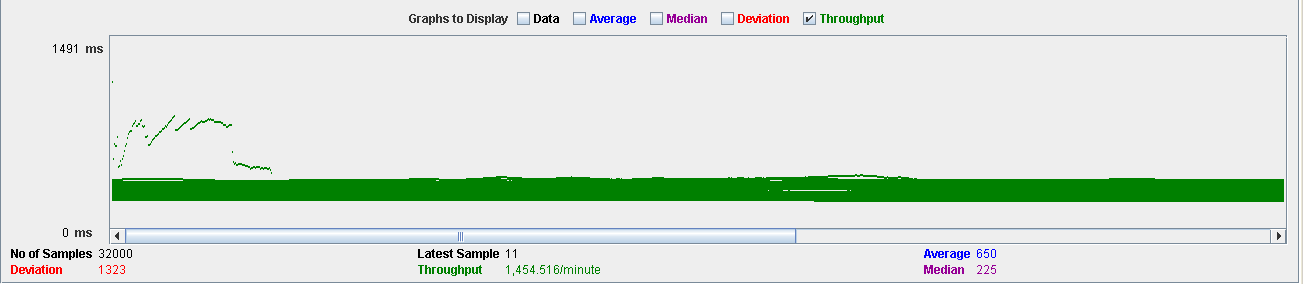 Graphs to Display Data Average Median Deviation Throughput
1491 ms
0 ms
No of Samples 32000 Latest Sample 11 Average 650
Deviation 1323 Throughput 1,454.516/minute Median 225